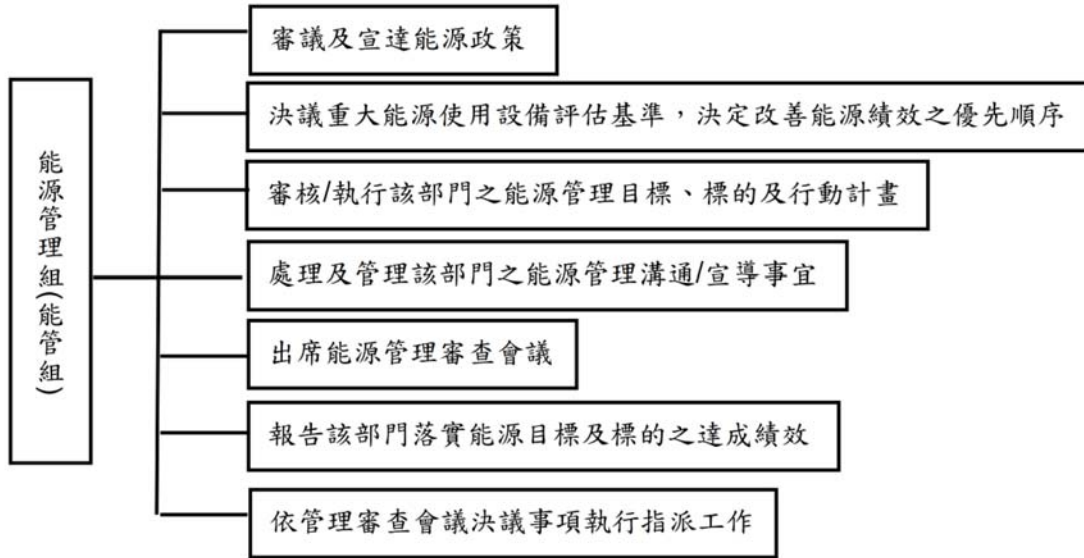 審議及宣達能源政策
決議重大能源使用設備評估基準，決定改善能源績效之優先順序
審核/執行該部門之能源管理目標、標的及行動計畫
能源管理組(能管組)
處理及管理該部門之能源管理溝通/宣導事宜
出席能源管理審查會議
報告該部門落實能源目標及標的之達成績效
依管理審查會議決議事項執行指派工作